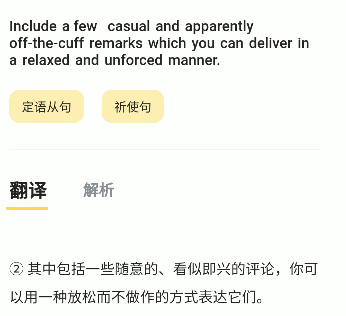 Include a few casual and apparently
off-the-cuff remarks which you can deliver in
a relaxed and unforced manner.
定语从句 祈使句
翻译 解析
② 其中包括一些随意的、看似即兴的评论，你可
以用一种放松而不做作的方式表达它们。